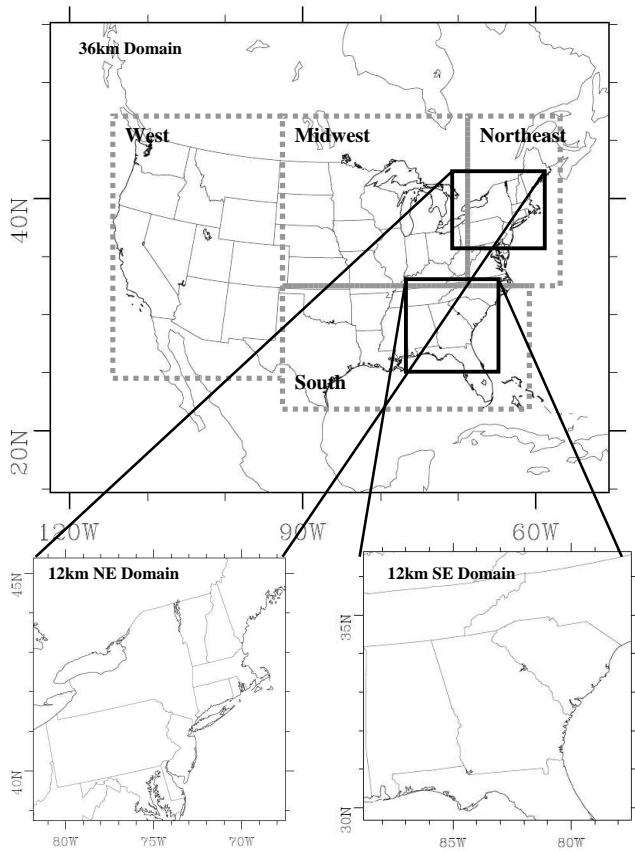 36km Domain
West
Midwest
Northeast
40N
South
20N
120W
90W
60W
12km NE Domain
12km SE Domain
45N
40N
35N
30N
80W
75W
70W
85W
80W